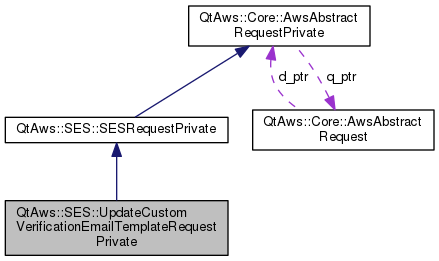 QtAws::Core::AwsAbstract
RequestPrivate
d_ptr
q_ptr
QtAws::SES::SESRequestPrivate
QtAws::Core::AwsAbstract
Request
QtAws::SES::UpdateCustom
VerificationEmailTemplateRequest
Private